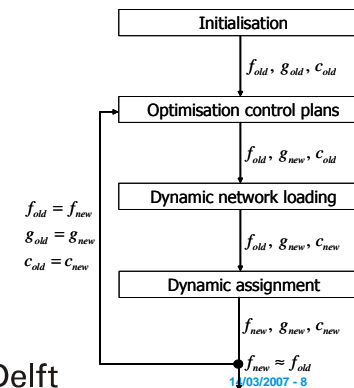 Initialisation
f_old, g_old, c_old
Optimisation control plans
f_old, g_new, c_old
Dynamic network loading
f_old = f_new
g_old = g_new
c_old = c_new
f_old, g_new, c_new
Dynamic assignment
f_new, g_new, c_new
f_new ≈ f_old
Delft
14/03/2007 - 8